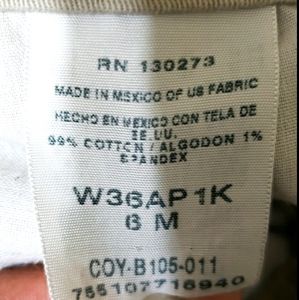 RN 130273
MADE IN MEXICO OF US FABRIC
HECHO EN MEXICO CON TELA DE
EE.UU.
99% COTTON / ALGODON 1%
SPANDEX
W36AP1K
6 M
COY-B105-011
755107716940